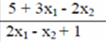 5 + 3x₁ - 2x₂
2x₁ - x₂ + 1